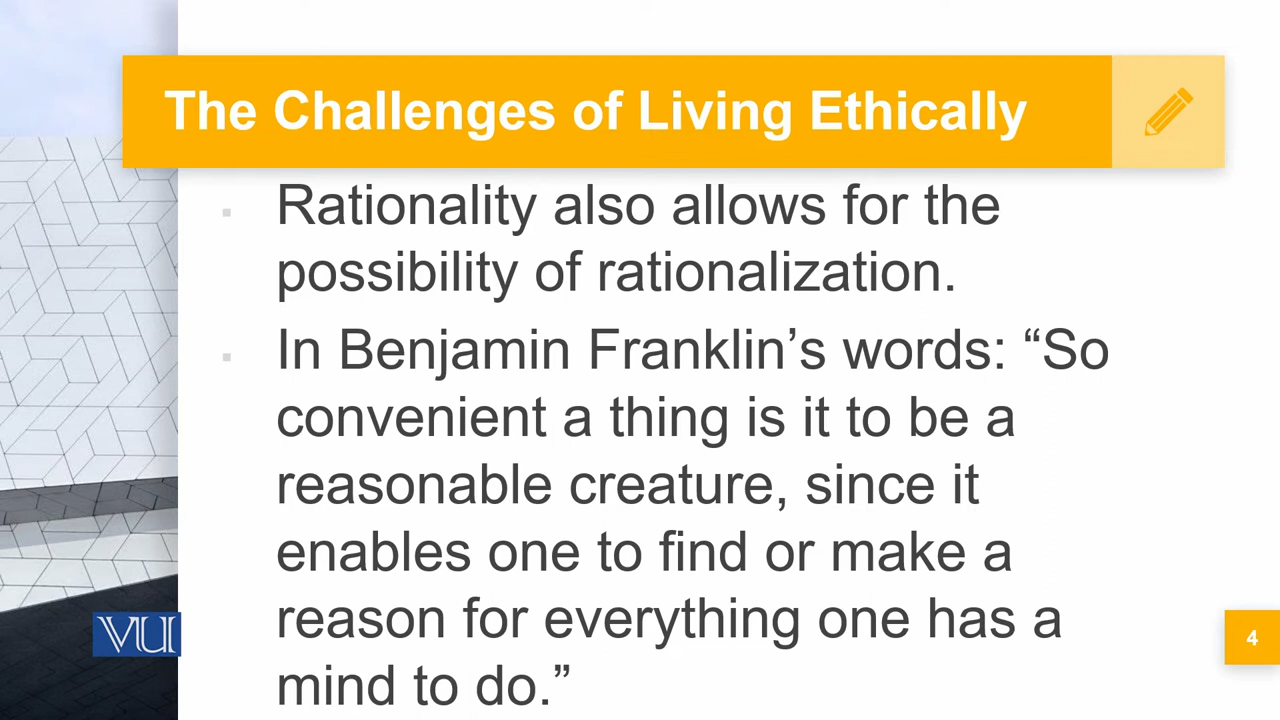 The Challenges of Living Ethically
Rationality also allows for the
possibility of rationalization.
In Benjamin Franklin’s words: “So
convenient a thing is it to be a
reasonable creature, since it
enables one to find or make a
reason for everything one has a
mind to do.”
VU
4